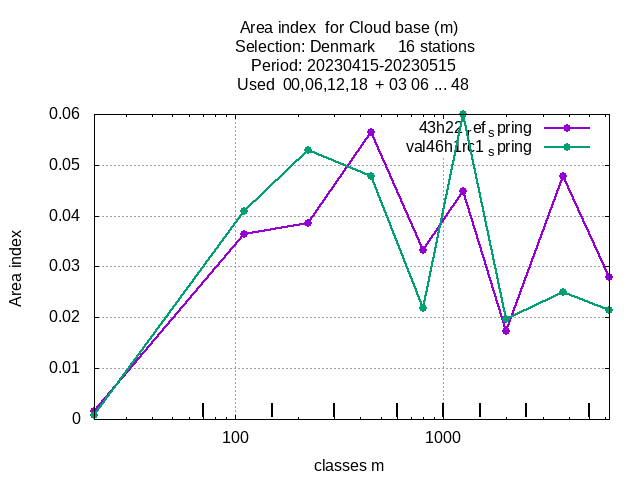 Area index  for Cloud base (m)
Selection: Denmark     16 stations
Period: 20230415-20230515
Used  00,06,12,18  + 03 06 ... 48
43h22_ref_spring
val46h1rc1_spring
0.06
0.05
0.04
0.03
0.02
0.01
0
Area index
100
1000
classes m